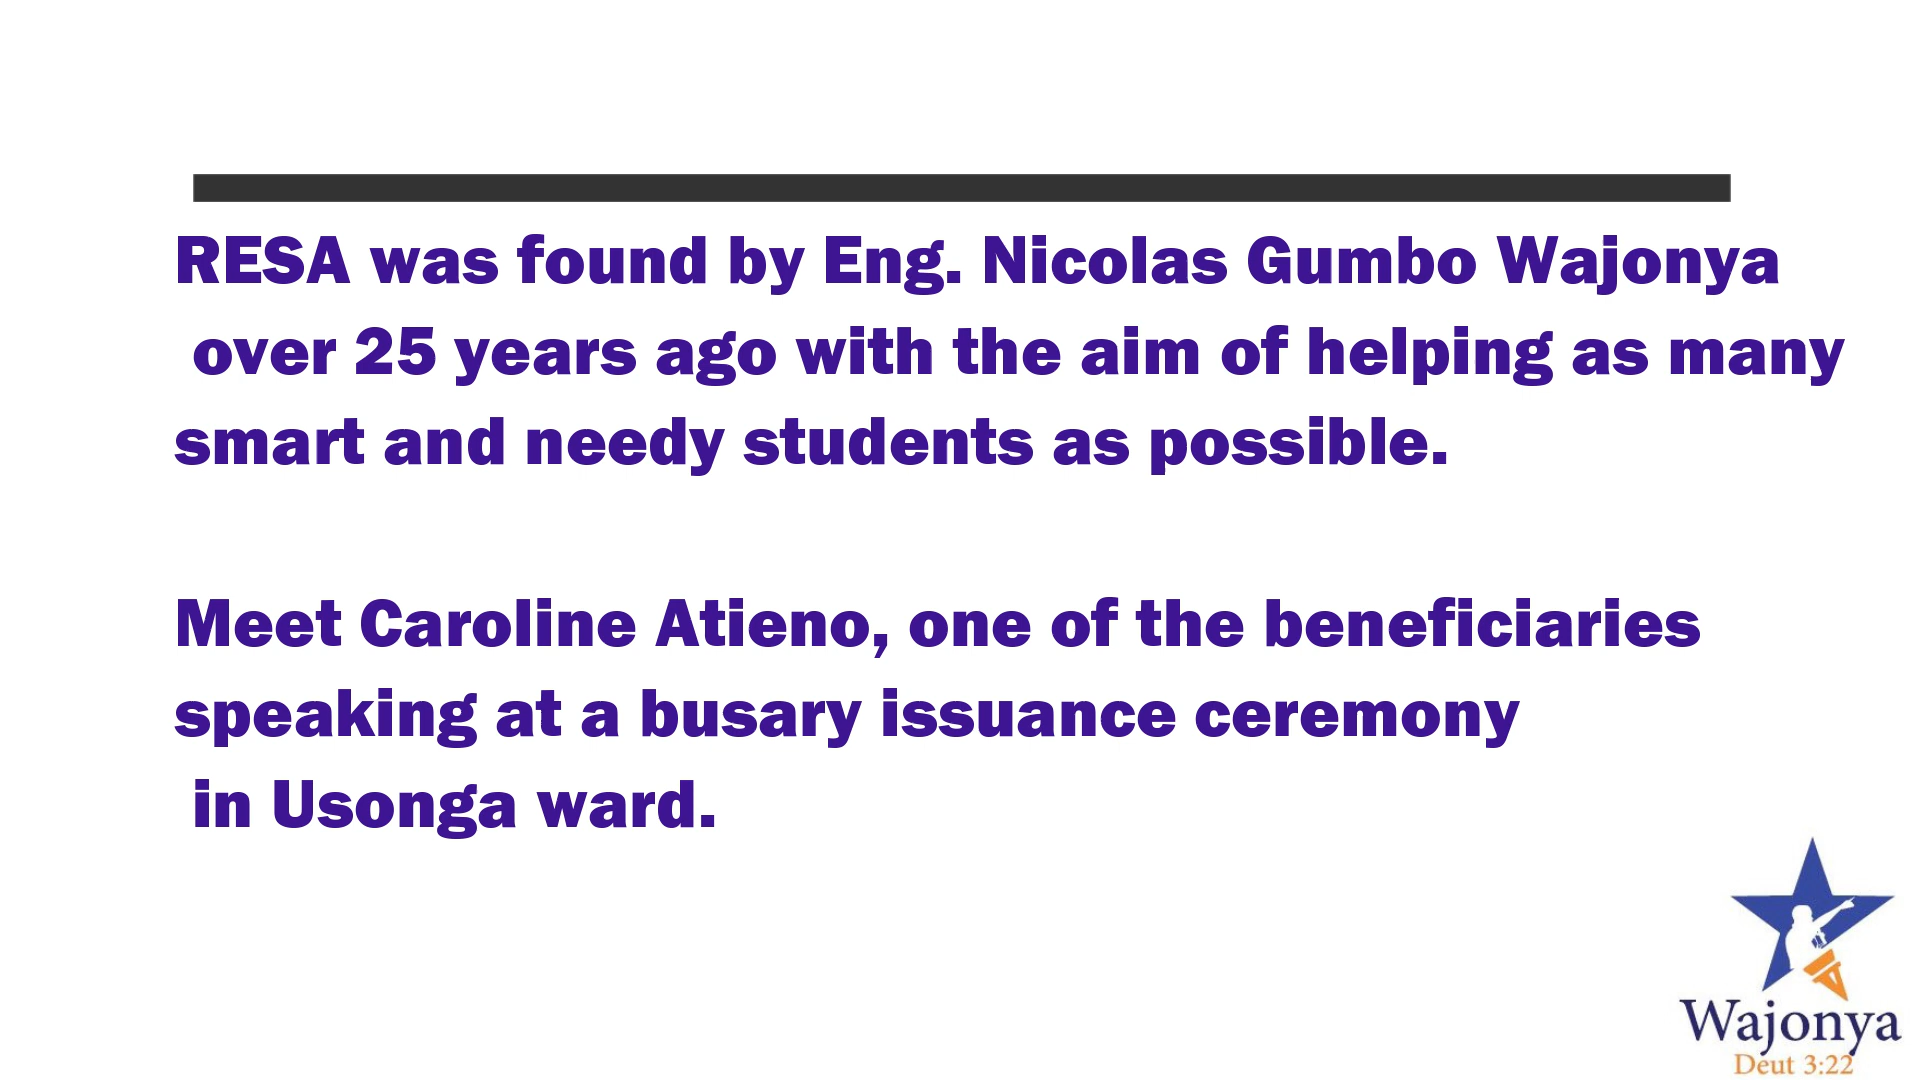 RESA was found by Eng. Nicolas Gumbo Wajonya
over 25 years ago with the aim of helping as many
smart and needy students as possible.
Meet Caroline Atieno, one of the beneficiaries
speaking at a busary issuance ceremony
in Usonga ward.
Wajonya
Deut 3:22